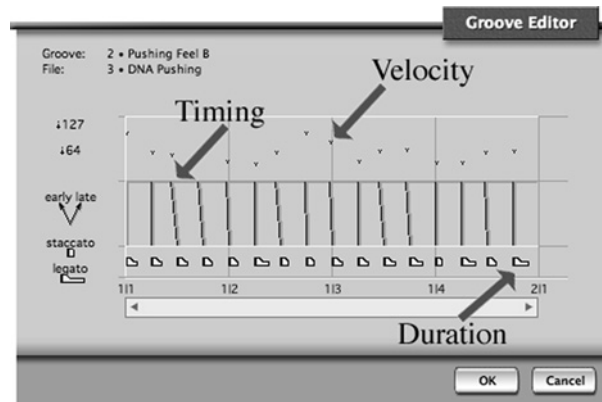 Groove Editor
Groove: 2 • Pushing Feel B
File: 3 • DNA Pushing
Velocity
Timing
↓127
↓64
early late
staccato
legato
1|1 1|2 1|3 1|4 2|1
Duration
OK Cancel